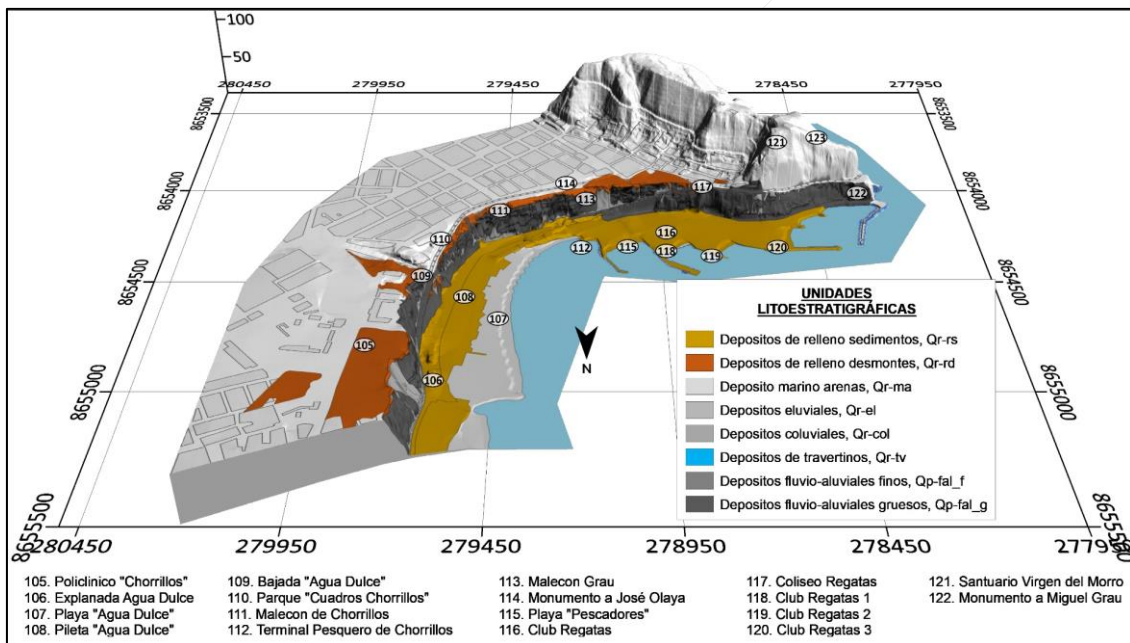 100
50
280450
279950
279450
278450
277950
8653500
8653500
8654000
8654000
8654500
8654500
8655000
8655000
8655500
8655500
280450
279950
279450
278950
278450
277950
121
123
114
117
113
122
111
110
116
112
115
118
119
120
109
108
107
105
106
N
UNIDADES
LITOESTRATIGRÁFICAS
Depositos de relleno sedimentos, Qr-rs
Depositos de relleno desmontes, Qr-rd
Deposito marino arenas, Qr-ma
Depositos eluviales, Qr-el
Depositos coluviales, Qr-col
Depositos de travertinos, Qr-tv
Depositos fluvio-aluviales finos, Qp-fal_f
Depositos fluvio-aluviales gruesos, Qp-fal_g
105. Policlinico "Chorrillos"
106. Explanada Agua Dulce
107. Playa "Agua Dulce"
108. Pileta "Agua Dulce"
109. Bajada "Agua Dulce"
110. Parque "Cuadros Chorrillos"
111. Malecon de Chorrillos
112. Terminal Pesquero de Chorrillos
113. Malecon Grau
114. Monumento a José Olaya
115. Playa "Pescadores"
116. Club Regatas
117. Coliseo Regatas
118. Club Regatas 1
119. Club Regatas 2
120. Club Regatas 3
121. Santuario Virgen del Morro
122. Monumento a Miguel Grau